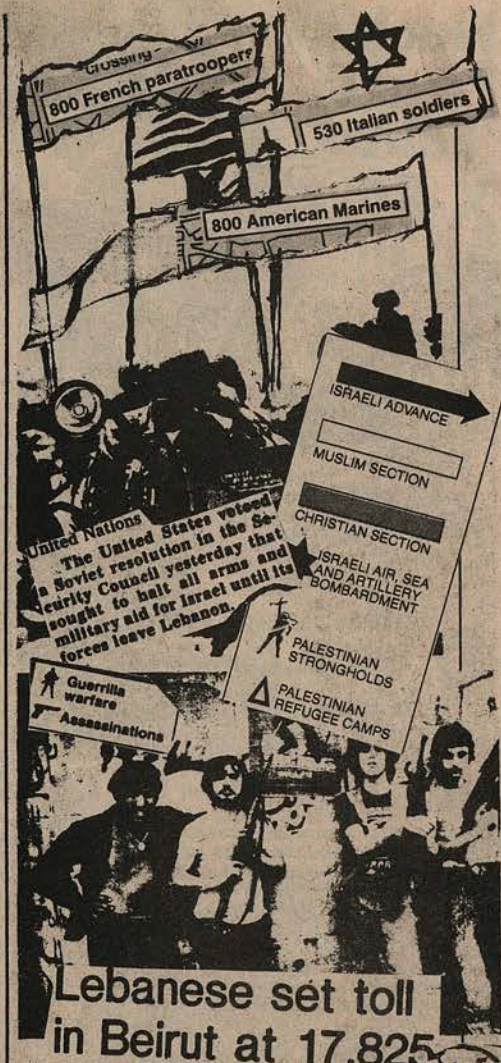 crossing-
800 French paratroopers
530 Italian soldiers
800 American Marines
ISRAELI ADVANCE
MUSLIM SECTION
CHRISTIAN SECTION
ISRAELI AIR, SEA
AND ARTILLERY
BOMBARDMENT
PALESTINIAN
STRONGHOLDS
PALESTINIAN
REFUGEE CAMPS
United Nations
The United States vetoed
a Soviet resolution in the Se-
curity Council yesterday that
sought to halt all arms and
military aid for Israel until its
forces leave Lebanon.
Guerrilla
warfare
Assassinations
Lebanese set toll
in Beirut at 17,825